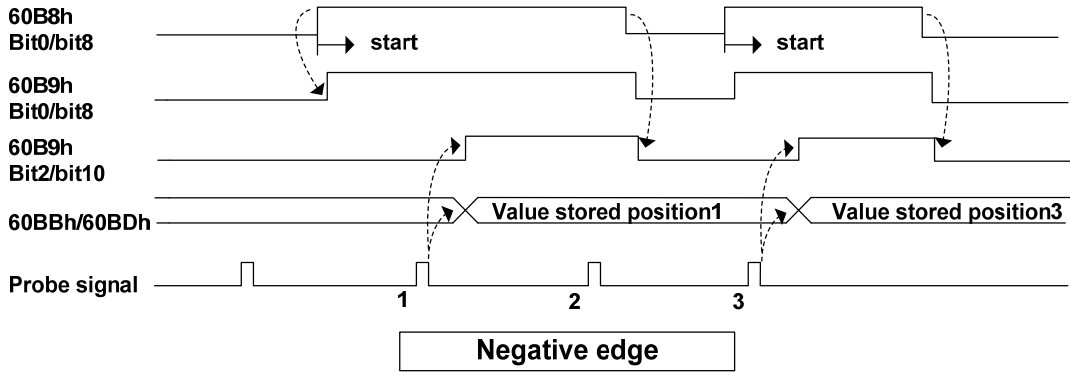 60B8h
Bit0/bit8
start
start
60B9h
Bit0/bit8
60B9h
Bit2/bit10
60BBh/60BDh
Value stored position1
Value stored position3
Probe signal
1
2
3
Negative edge